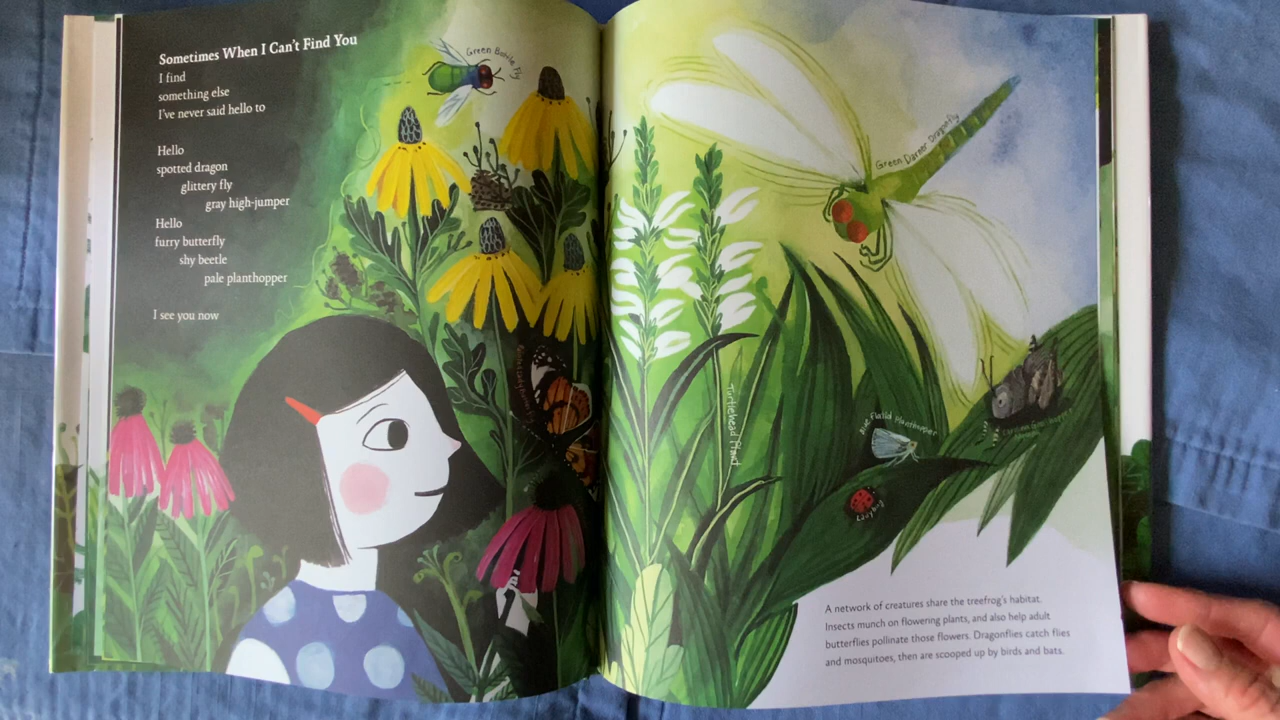 Sometimes When I Can't Find You
I find
something else
I've never said hello to
Hello
spotted dragon
glittery fly
gray high-jumper
Hello
furry butterfly
shy beetle
pale planthopper
I see you now
Green Bottle Fly
Green Darner Dragonfly
Turtlehead Plant
Flatid Planthopper
Ladybug
A network of creatures share the treefrog's habitat.
Insects munch on flowering plants, and also help adult
butterflies pollinate those flowers. Dragonflies catch flies
and mosquitoes, then are scooped up by birds and bats.